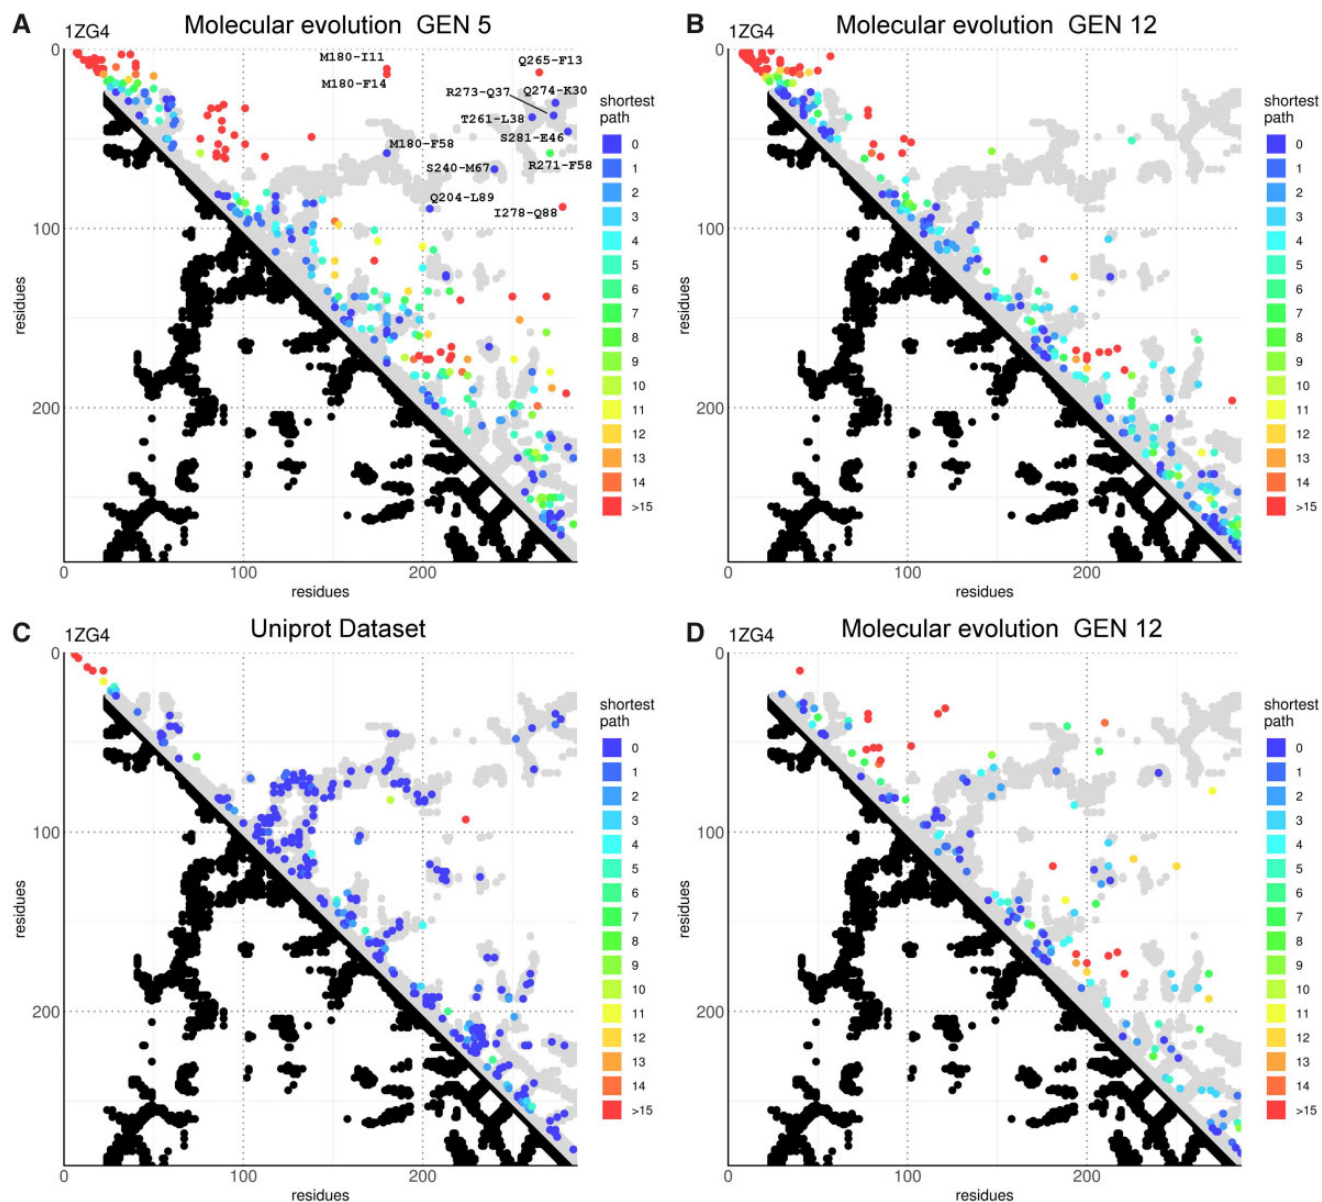 A
Molecular evolution GEN 5
1ZG4
0
100
200
residues
M180-I11
M180-F14
Q265-F13
R273-Q37
Q274-K30
T261-L38
S281-E46
M180-F58
R271-F58
S240-M67
Q204-L89
I278-Q88
0
100
200
residues
shortest
path
0
1
2
3
4
5
6
7
8
9
10
11
12
13
14
>15
B
Molecular evolution GEN 12
1ZG4
0
100
200
residues
0
100
200
residues
shortest
path
0
1
2
3
4
5
6
7
8
9
10
11
12
13
14
>15
C
Uniprot Dataset
1ZG4
0
100
200
residues
0
100
200
residues
shortest
path
0
1
2
3
4
5
6
7
8
9
10
11
12
13
14
>15
D
Molecular evolution GEN 12
1ZG4
0
100
200
residues
0
100
200
residues
shortest
path
0
1
2
3
4
5
6
7
8
9
10
11
12
13
14
>15